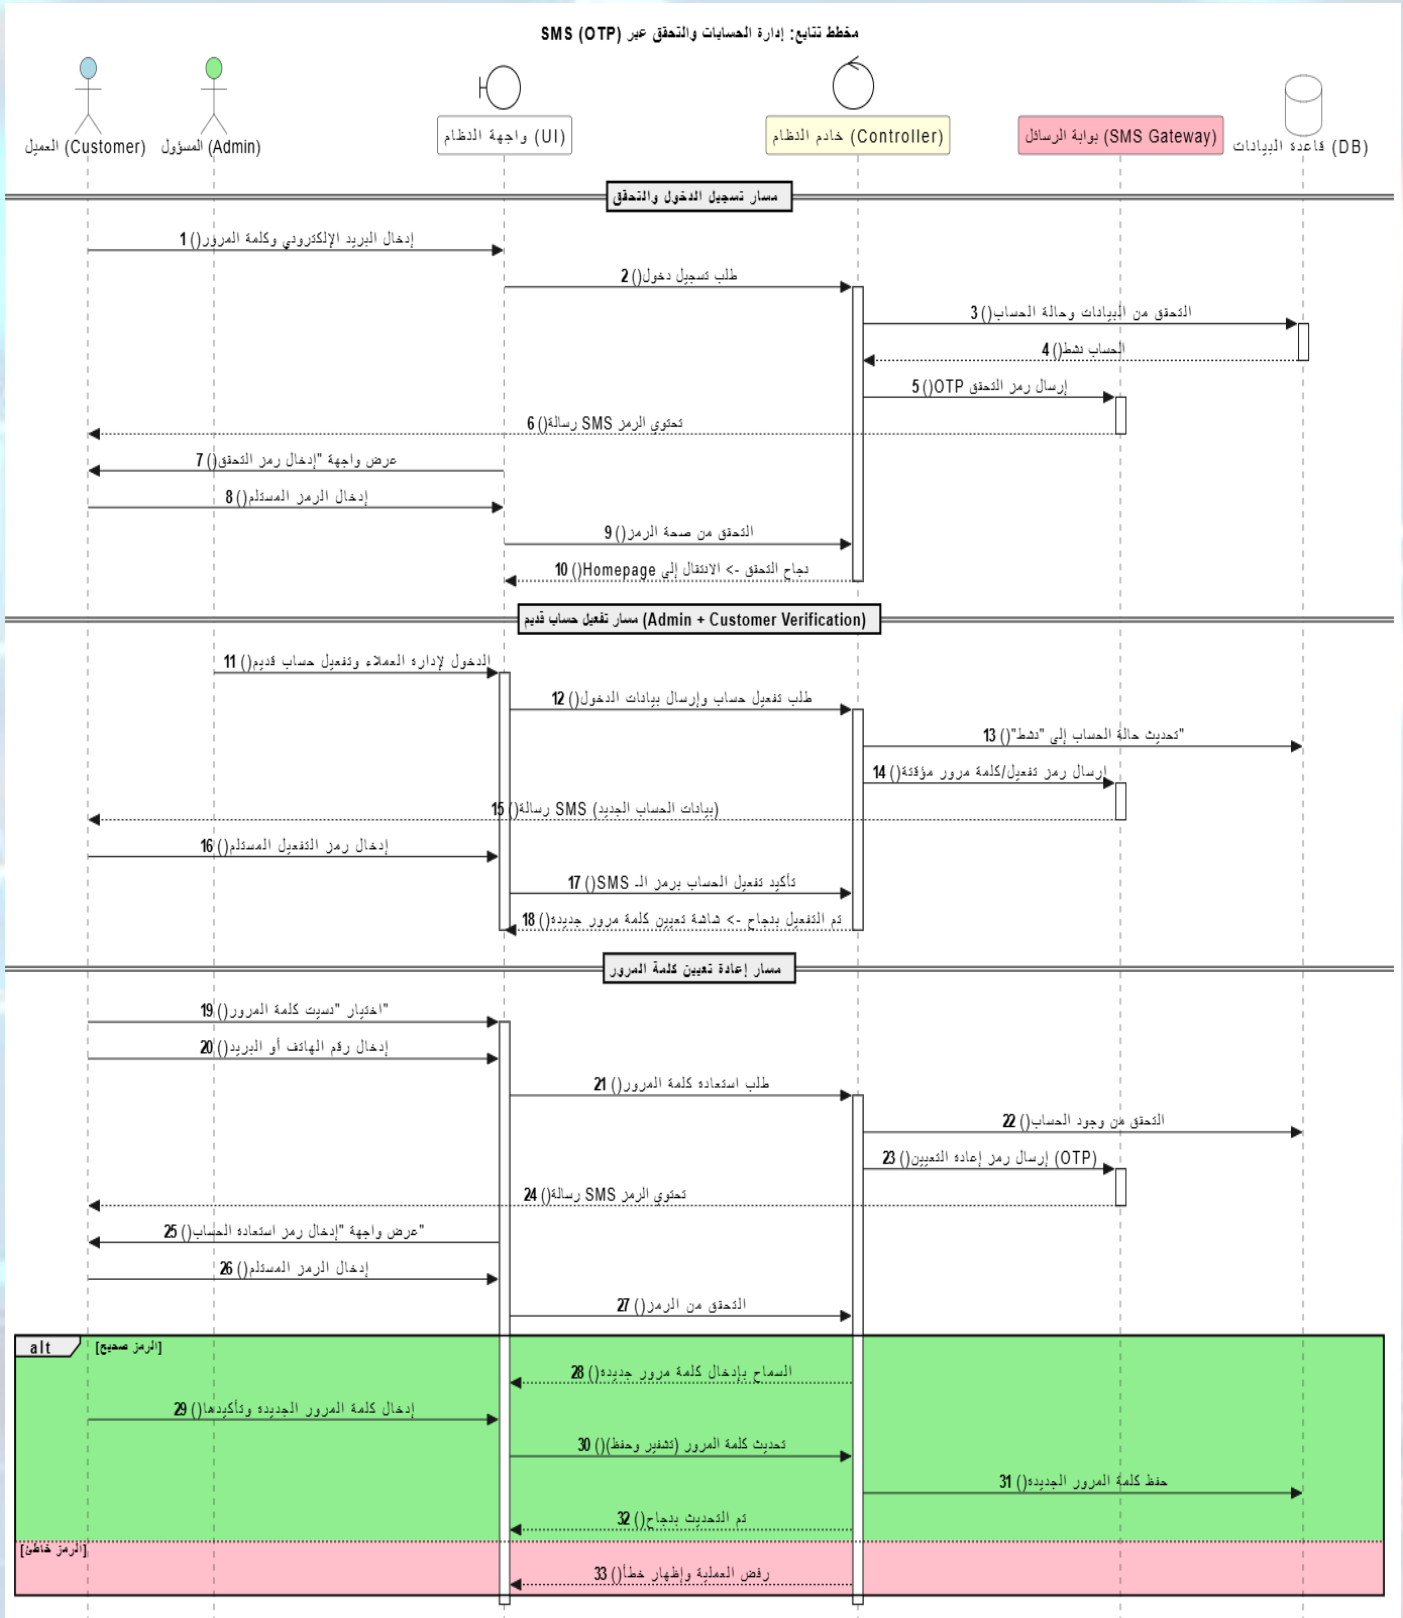 مخطط تتابع: إدارة الحسابات والتحقق عبر SMS (OTP)
العميل (Customer)
المسؤول (Admin)
واجهة النظام (UI)
خادم النظام (Controller)
بوابة الرسائل (SMS Gateway)
قاعدة البيانات (DB)
مسار تسجيل الدخول والتحقق
1 إدخال البريد الإلكتروني وكلمة المرور()
2 طلب تسجيل دخول()
3 التحقق من البيانات وحالة الحساب()
4 الحساب نشط()
5 إرسال رمز التحقق OTP()
6 رسالة SMS تحتوي الرمز()
7 عرض واجهة "إدخال رمز التحقق()
8 إدخال الرمز المستلم()
9 التحقق من صحة الرمز()
10 نجاح التحقق -> الانتقال إلى Homepage()
مسار تفعيل حساب قديم (Admin + Customer Verification)
11 الدخول لإدارة العملاء وتفعيل حساب قديم()
12 طلب تفعيل حساب وإرسال بيانات الدخول()
13 تحديث حالة الحساب إلى "نشط"()"
14 إرسال رمز تفعيل/كلمة مرور مؤقتة()
15 رسالة SMS (بيانات الحساب الجديد)()
16 إدخال رمز التفعيل المستلم()
17 تأكيد تفعيل الحساب برمز الـ SMS()
18 تم التفعيل بنجاح -> شاشة تعيين كلمة مرور جديدة()
مسار إعادة تعيين كلمة المرور
19 اختيار "نسيت كلمة المرور()"
20 إدخال رقم الهاتف أو البريد()
21 طلب استعادة كلمة المرور()
22 التحقق من وجود الحساب()
23 إرسال رمز إعادة التعيين (OTP)()
24 رسالة SMS تحتوي الرمز()
25 عرض واجهة "إدخال رمز استعادة الحساب()"
26 إدخال الرمز المستلم()
27 التحقق من الرمز()
alt [الرمز صحيح]
28 السماح بإدخال كلمة مرور جديدة()
29 إدخال كلمة المرور الجديدة وتأكيدها()
30 تحديث كلمة المرور (تشفير وحفظ)()
31 حفظ كلمة المرور الجديدة()
32 تم التحديث بنجاح()
[الرمز خاطئ]
33 رفض العملية وإظهار خطأ()